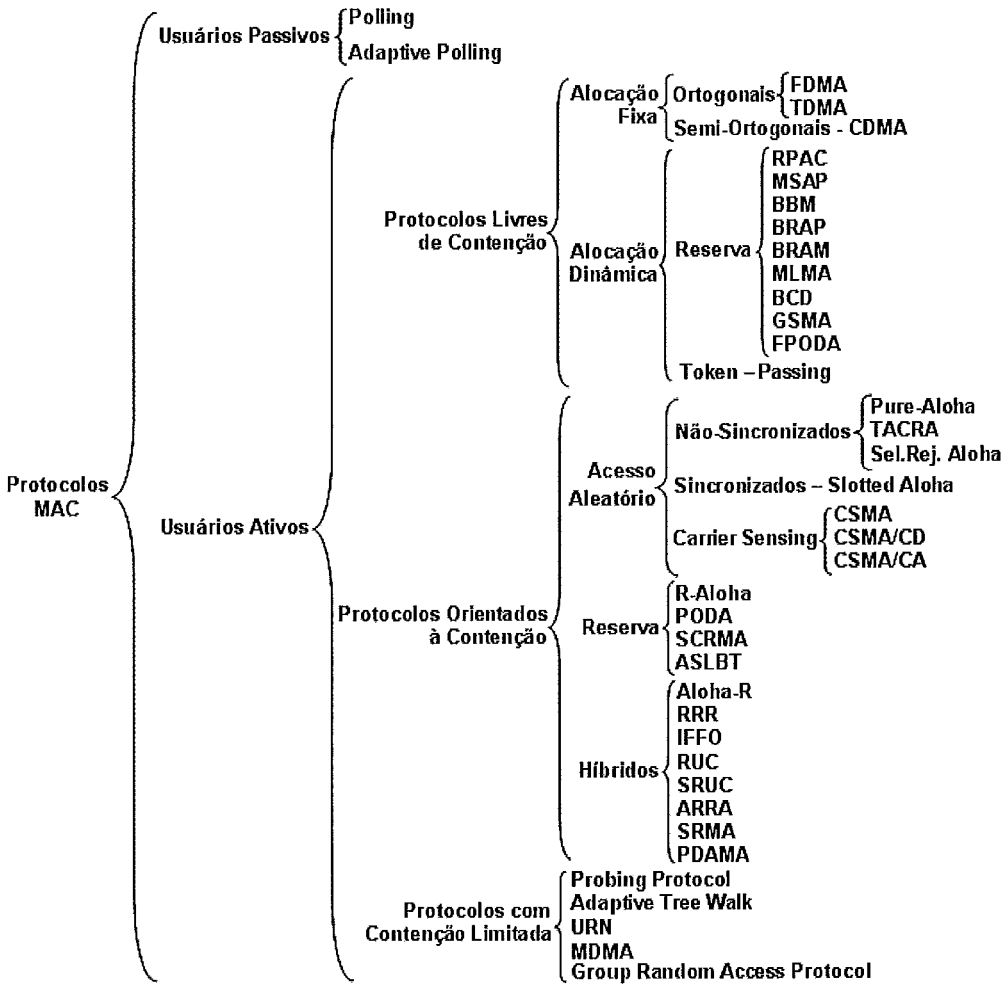 Protocolos
MAC
Usuários Passivos
Polling
Adaptive Polling
Usuários Ativos
Protocolos Livres
de Contenção
Alocação
Fixa
Ortogonais
FDMA
TDMA
Semi-Ortogonais - CDMA
Alocação
Dinâmica
Reserva
RPAC
MSAP
BBM
BRAP
BRAM
MLMA
BCD
GSMA
FPODA
Token –Passing
Protocolos Orientados
à Contenção
Acesso
Aleatório
Não-Sincronizados
Pure-Aloha
TACRA
Sel.Rej. Aloha
Sincronizados – Slotted Aloha
Carrier Sensing
CSMA
CSMA/CD
CSMA/CA
Reserva
R-Aloha
PODA
SCRMA
ASLBT
Híbridos
Aloha-R
RRR
IFFO
RUC
SRUC
ARRA
SRMA
PDAMA
Protocolos com
Contenção Limitada
Probing Protocol
Adaptive Tree Walk
URN
MDMA
Group Random Access Protocol